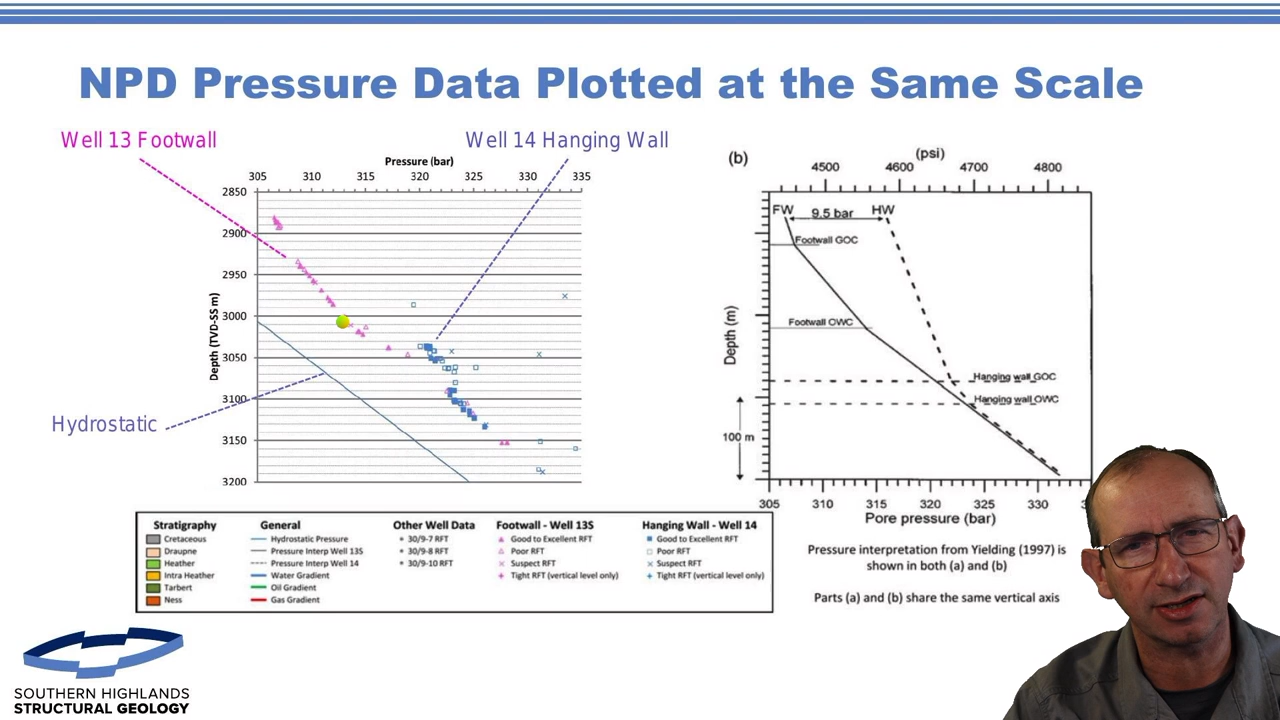 NPD Pressure Data Plotted at the Same Scale
Well 13 Footwall
Well 14 Hanging Wall
Hydrostatic
Pressure (bar)
305 310 315 320 325 330 335
Depth (TVD-SS m)
2850
2900
2950
3000
3050
3100
3150
3200
(b)
(psi)
4500 4600 4700 4800
FW
9.5 bar
HW
Footwall GOC
Footwall OWC
Hanging wall GOC
Hanging wall OWC
Depth (m)
100 m
305 310 315 320 325 330
Pore pressure (bar)
Stratigraphy
Cretaceous
Draupne
Heather
Intra Heather
Tarbert
Ness
General
Hydrostatic Pressure
Pressure Interp Well 13S
Pressure Interp Well 14
Water Gradient
Oil Gradient
Gas Gradient
Other Well Data
30/9-7 RFT
30/9-8 RFT
30/9-10 RFT
Footwall - Well 13S
Good to Excellent RFT
Poor RFT
Suspect RFT
Tight RFT (vertical level only)
Hanging Wall - Well 14
Good to Excellent RFT
Poor RFT
Suspect RFT
Tight RFT (vertical level only)
Pressure interpretation from Yielding (1997) is
shown in both (a) and (b)
Parts (a) and (b) share the same vertical axis
SOUTHERN HIGHLANDS
STRUCTURAL GEOLOGY